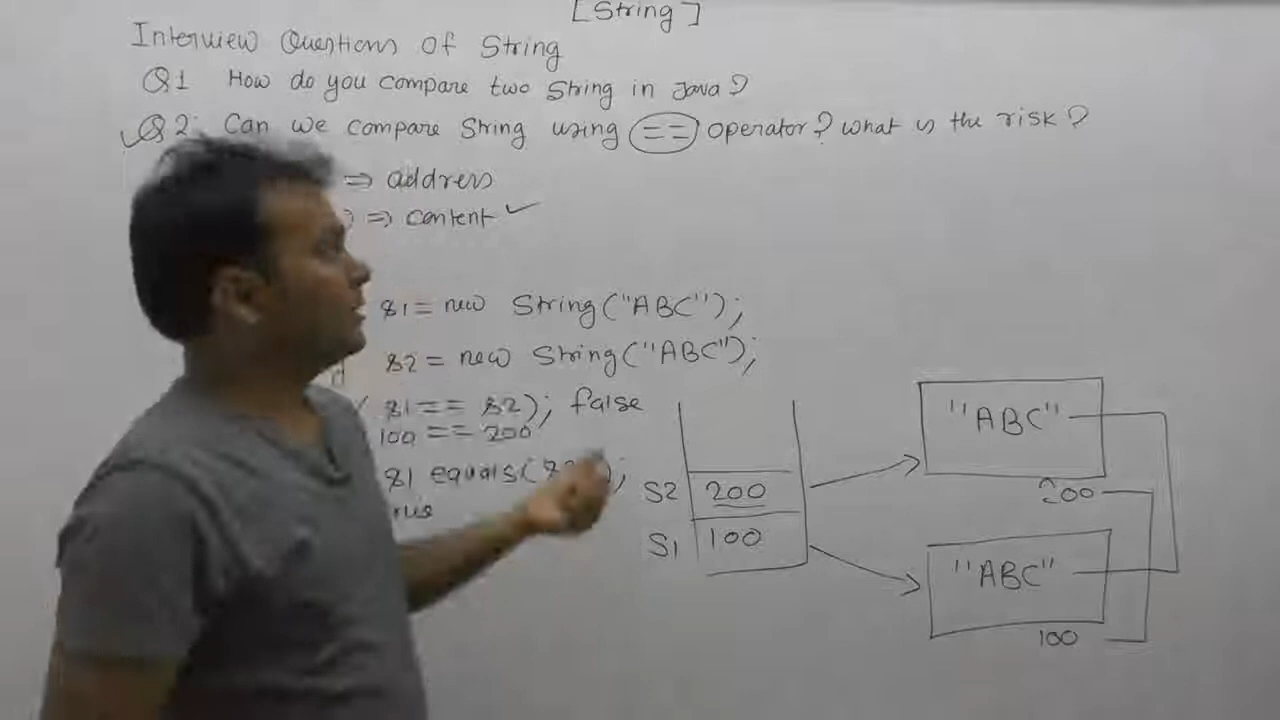 [String]
Interview Questions Of String
Q1 How do you compare two String in Java?
Q2. Can we compare String using == operator? What is the risk?
=> address
) => content ✓
S1 = new String("ABC");
S2 = new String("ABC");
S1 == S2); false
100 == 200
S1 equals( );
S2 200
S1 100
"ABC"
200
"ABC"
100